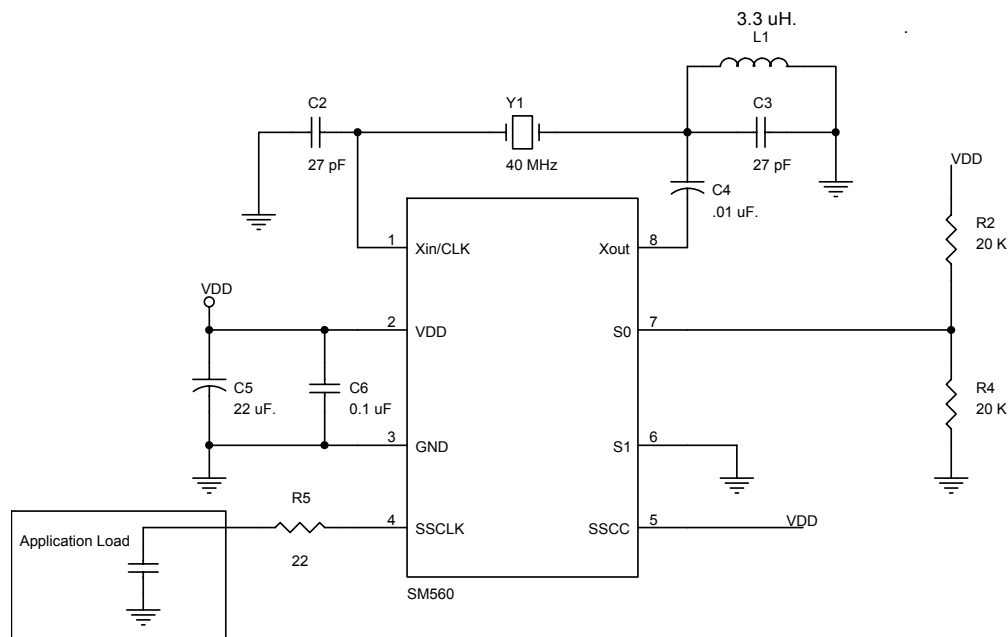 3.3 uH.
L1
C2
Y1
C3
27 pF
40 MHz
27 pF
VDD
C4
.01 uF.
R2
20 K
1
Xin/CLK
Xout
8
VDD
2
VDD
S0
7
C5
22 uF.
C6
0.1 uF
R4
20 K
3
GND
S1
6
R5
4
SSCLK
SSCC
5
VDD
Application Load
22
SM560